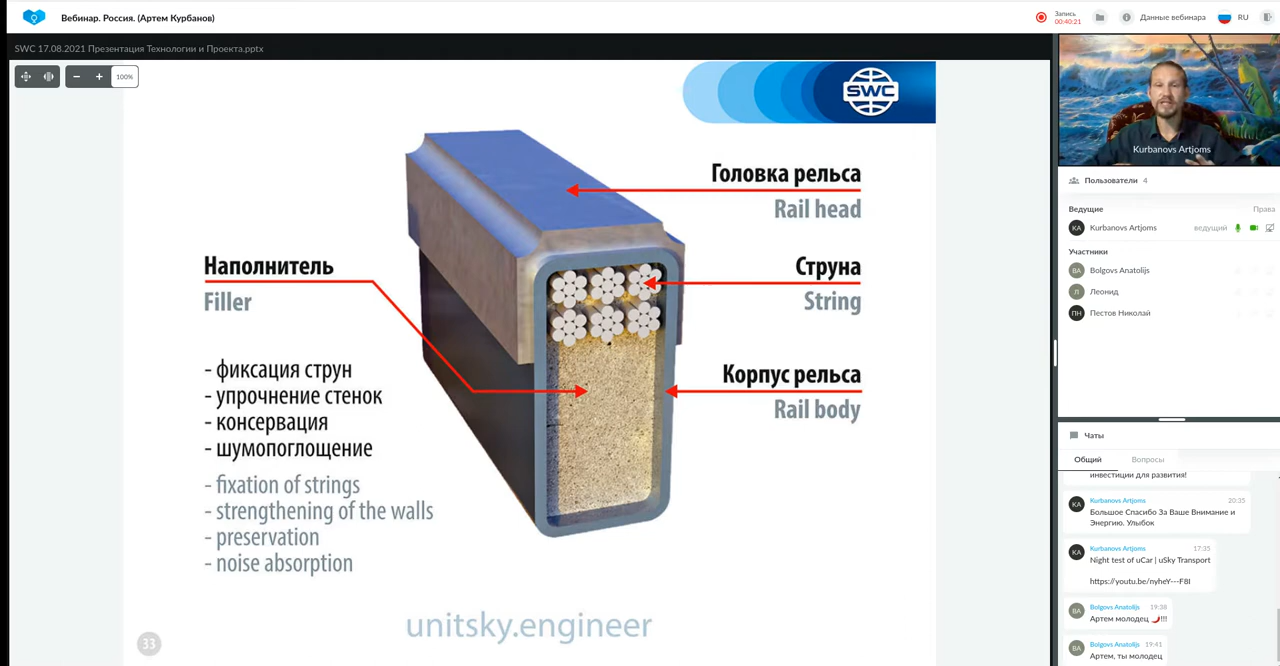 Вебинар. Россия. (Артем Курбанов)
Запись
00:40:21
Данные вебинара
RU
SWC 17.08.2021 Презентация Технологии и Проекта.pptx
100%
SWC
Головка рельса
Rail head
Наполнитель
Filler
Струна
String
- фиксация струн
- упрочнение стенок
- консервация
- шумопоглощение
Корпус рельса
Rail body
- fixation of strings
- strengthening of the walls
- preservation
- noise absorption
unitsky.engineer
33
Kurbanovs Artjoms
Пользователи 4
Ведущие Права
KA Kurbanovs Artjoms ведущий
Участники
BA Bolgovs Anatolijs
Л Леонид
ПН Пестов Николай
Чаты
Общий Вопросы
инвестиции для развития!
KA Kurbanovs Artjoms 20:35
Большое Спасибо За Ваше Внимание и
Энергию. Улыбок
KA Kurbanovs Artjoms 17:35
Night test of uCar | uSky Transport
https://youtu.be/nyheY---F8I
BA Bolgovs Anatolijs 19:38
Артем молодец 🌶️!!!
BA Bolgovs Anatolijs 19:41
Артем, ты молодец